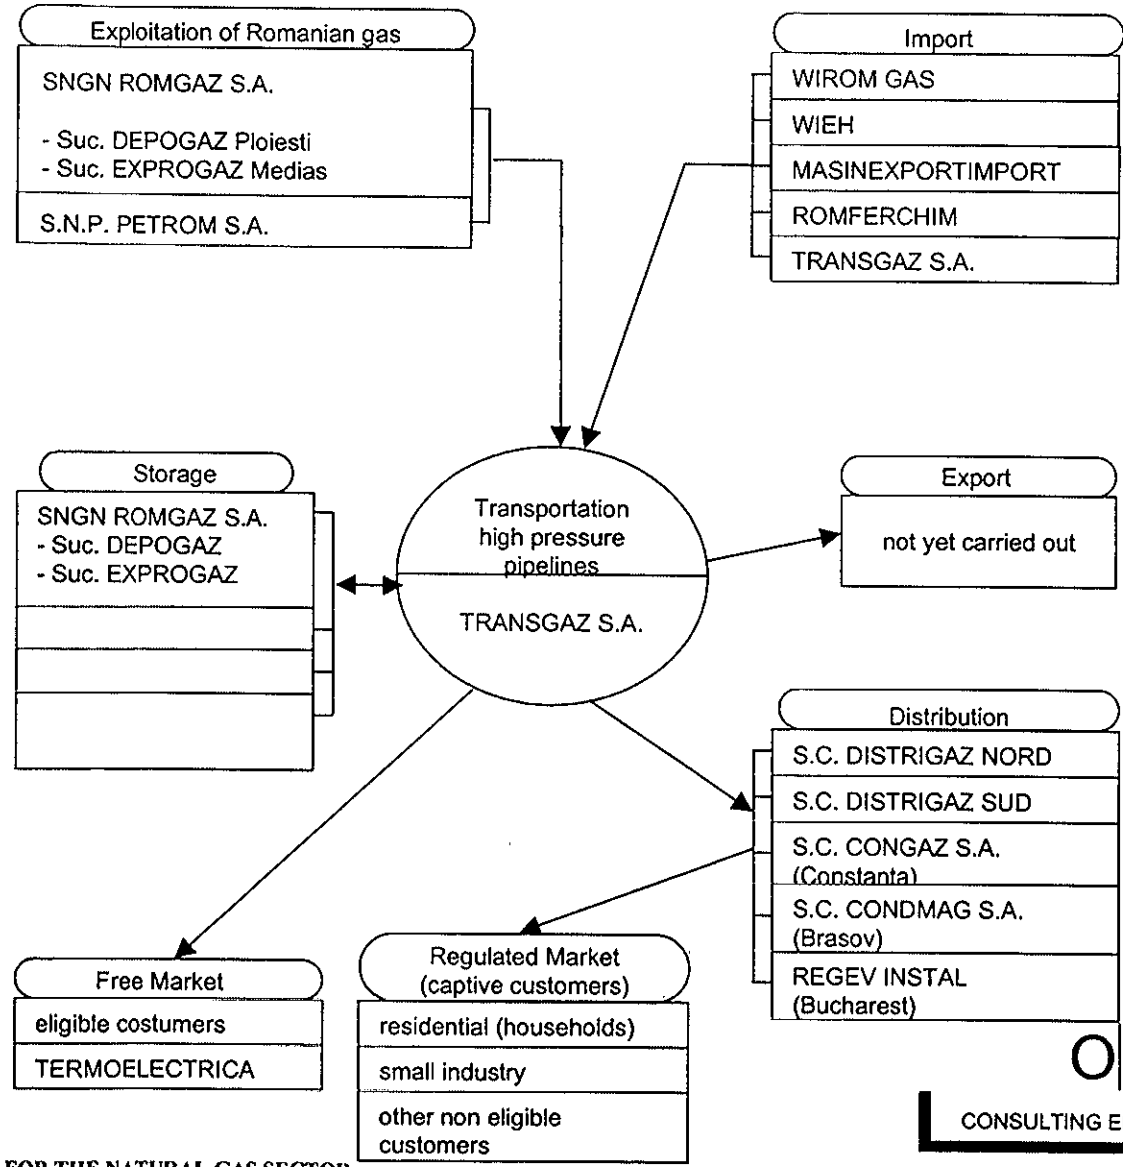 Exploitation of Romanian gas
SNGN ROMGAZ S.A.
- Suc. DEPOGAZ Ploiesti
- Suc. EXPROGAZ Medias
S.N.P. PETROM S.A.
Import
WIROM GAS
WIEH
MASINEXPORTIMPORT
ROMFERCHIM
TRANSGAZ S.A.
Storage
SNGN ROMGAZ S.A.
- Suc. DEPOGAZ
- Suc. EXPROGAZ
Transportation
high pressure
pipelines
TRANSGAZ S.A.
Export
not yet carried out
Distribution
S.C. DISTRIGAZ NORD
S.C. DISTRIGAZ SUD
S.C. CONGAZ S.A.
(Constanta)
S.C. CONDMAG S.A.
(Brasov)
REGEV INSTAL
(Bucharest)
Free Market
eligible costumers
TERMOELECTRICA
Regulated Market
(captive customers)
residential (households)
small industry
other non eligible
customers
O
CONSULTING E
FOR THE NATURAL GAS SECTOR